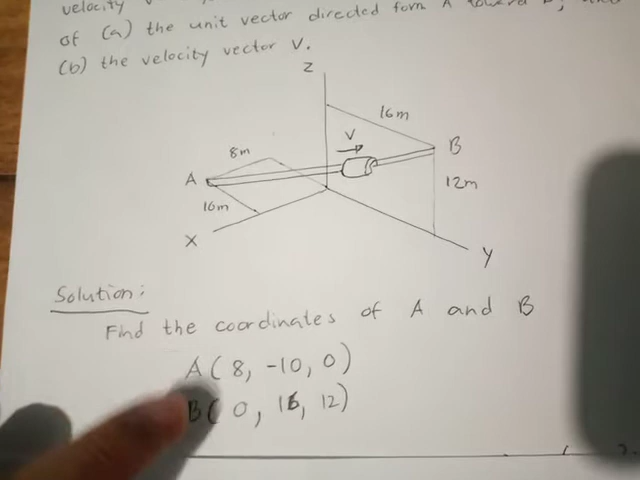 velocity
of (a) the unit vector directed form A
(b) the velocity vector V.
Z
16m
V
B
8m
A
12m
10m
X
Y
Solution:
Find the coordinates of A and B
A(8, -10, 0)
B(0, 16, 12)